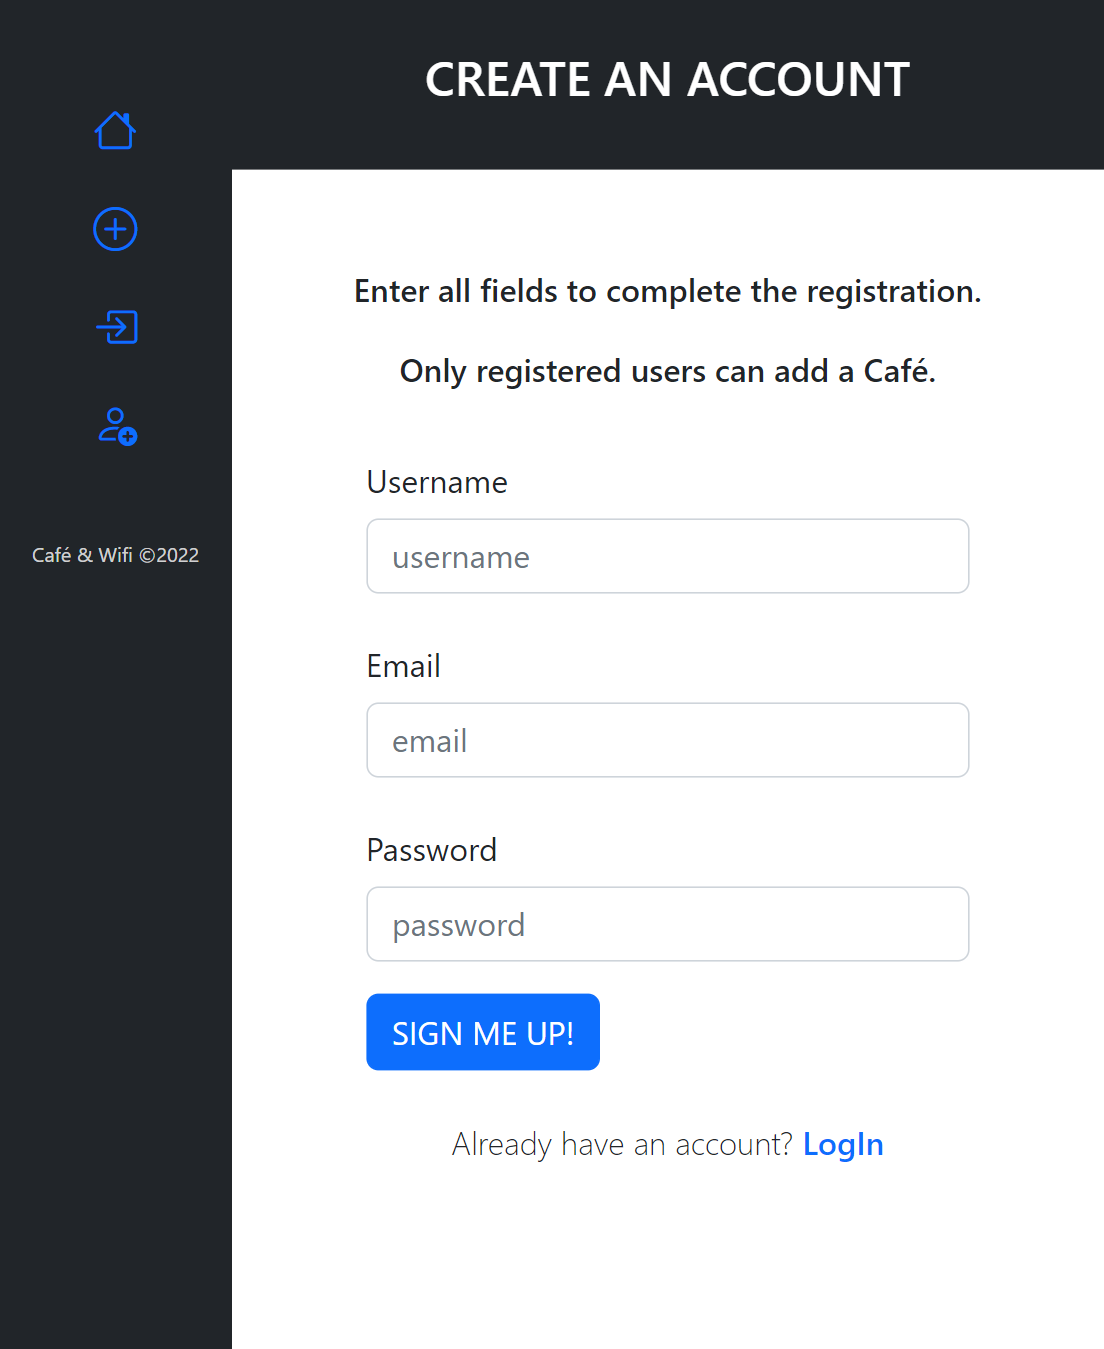 CREATE AN ACCOUNT
Enter all fields to complete the registration.
Only registered users can add a Café.
Username
username
Email
email
Password
password
SIGN ME UP!
Already have an account? LogIn
Café & Wifi ©2022